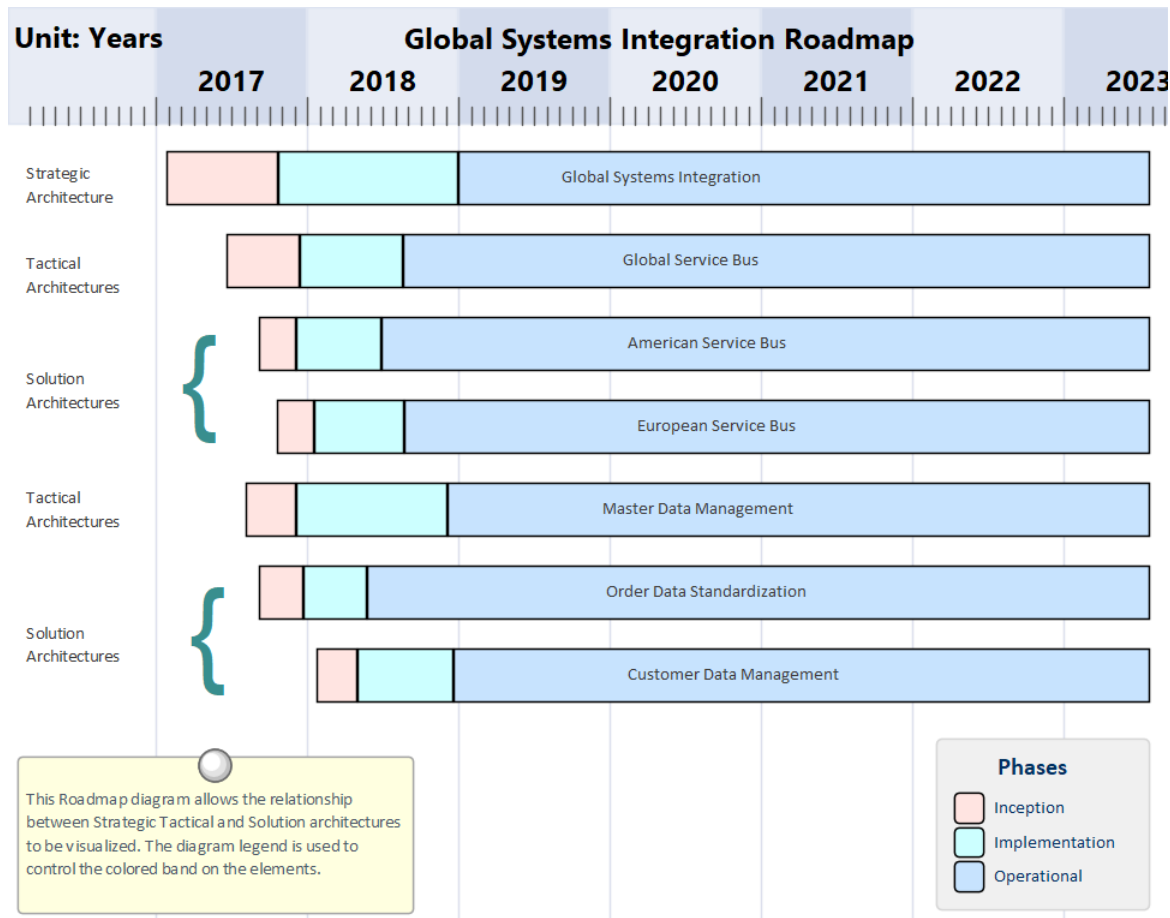 Unit: Years
Global Systems Integration Roadmap
2017
2018
2019
2020
2021
2022
2023
Strategic
Architecture
Global Systems Integration
Tactical
Architectures
Global Service Bus
American Service Bus
Solution
Architectures
European Service Bus
Tactical
Architectures
Master Data Management
Order Data Standardization
Solution
Architectures
Customer Data Management
This Roadmap diagram allows the relationship
between Strategic Tactical and Solution architectures
to be visualized. The diagram legend is used to
control the colored band on the elements.
Phases
Inception
Implementation
Operational